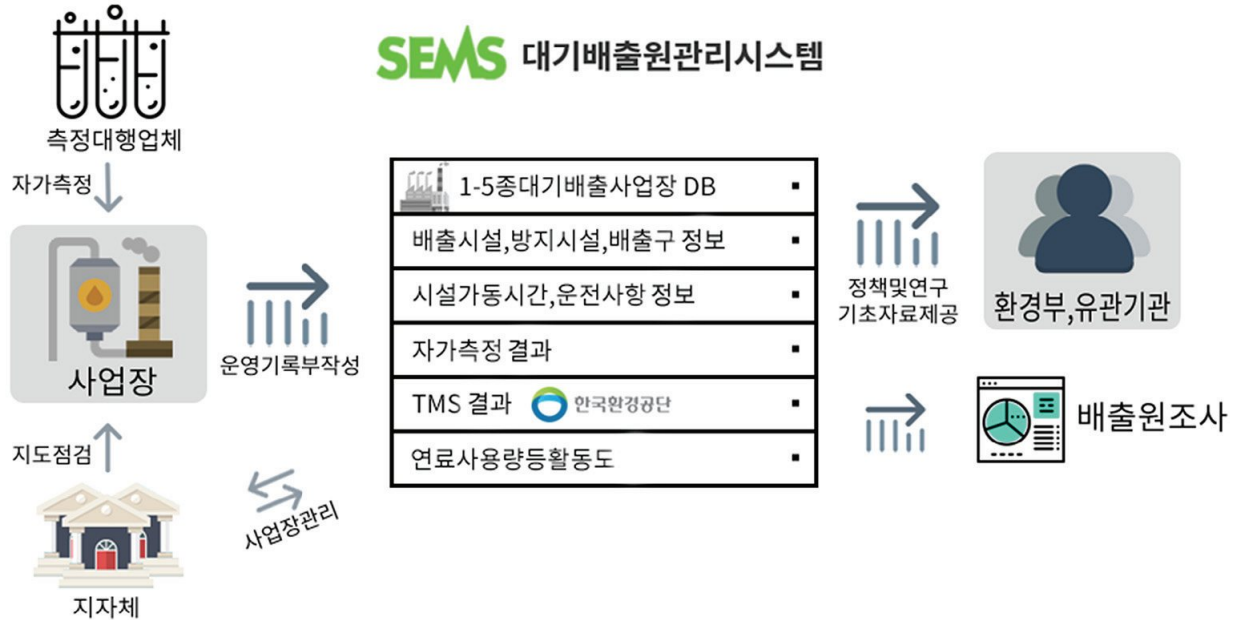 SEMS 대기배출원관리시스템
측정대행업체
자가측정
사업장
지도점검
지자체
운영기록부작성
사업장관리
1-5종대기배출사업장 DB
배출시설,방지시설,배출구 정보
시설가동시간,운전사항 정보
자가측정 결과
TMS 결과 한국환경공단
연료사용량등활동도
정책및연구
기초자료제공
환경부,유관기관
배출원조사